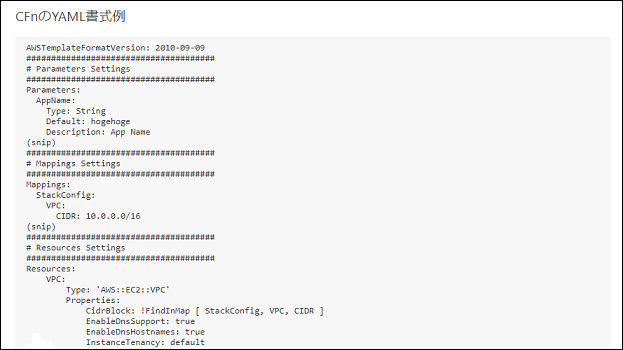 CFnのYAML書式例
AWSTemplateFormatVersion: 2010-09-09
######################################
# Parameters Settings
######################################
Parameters:
  AppName:
    Type: String
    Default: hogehoge
    Description: App Name
(snip)
######################################
# Mappings Settings
######################################
Mappings:
  StackConfig:
    VPC:
      CIDR: 10.0.0.0/16
(snip)
######################################
# Resources Settings
######################################
Resources:
    VPC:
        Type: 'AWS::EC2::VPC'
        Properties:
            CidrBlock: !FindInMap [ StackConfig, VPC, CIDR ]
            EnableDnsSupport: true
            EnableDnsHostnames: true
            InstanceTenancy: default